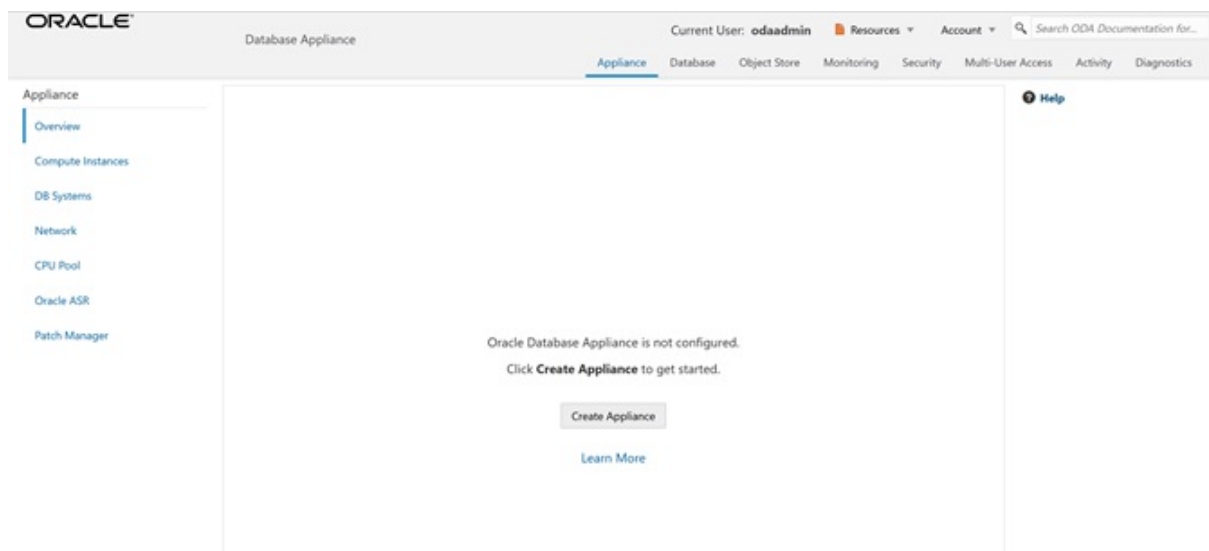 ORACLE®
Database Appliance
Current User: odaadmin
Resources
Account
Search ODA Documentation for...
Appliance
Database
Object Store
Monitoring
Security
Multi-User Access
Activity
Diagnostics
Appliance
Overview
Compute Instances
DB Systems
Network
CPU Pool
Oracle ASR
Patch Manager
Oracle Database Appliance is not configured.
Click Create Appliance to get started.
Create Appliance
Learn More
Help